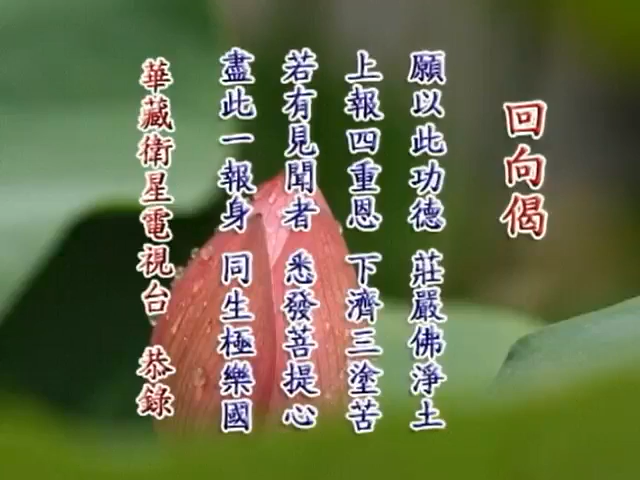 回向偈
願以此功德 莊嚴佛淨土
上報四重恩 下濟三塗苦
若有見聞者 悉發菩提心
盡此一報身 同生極樂國
華藏衛星電視台 恭錄